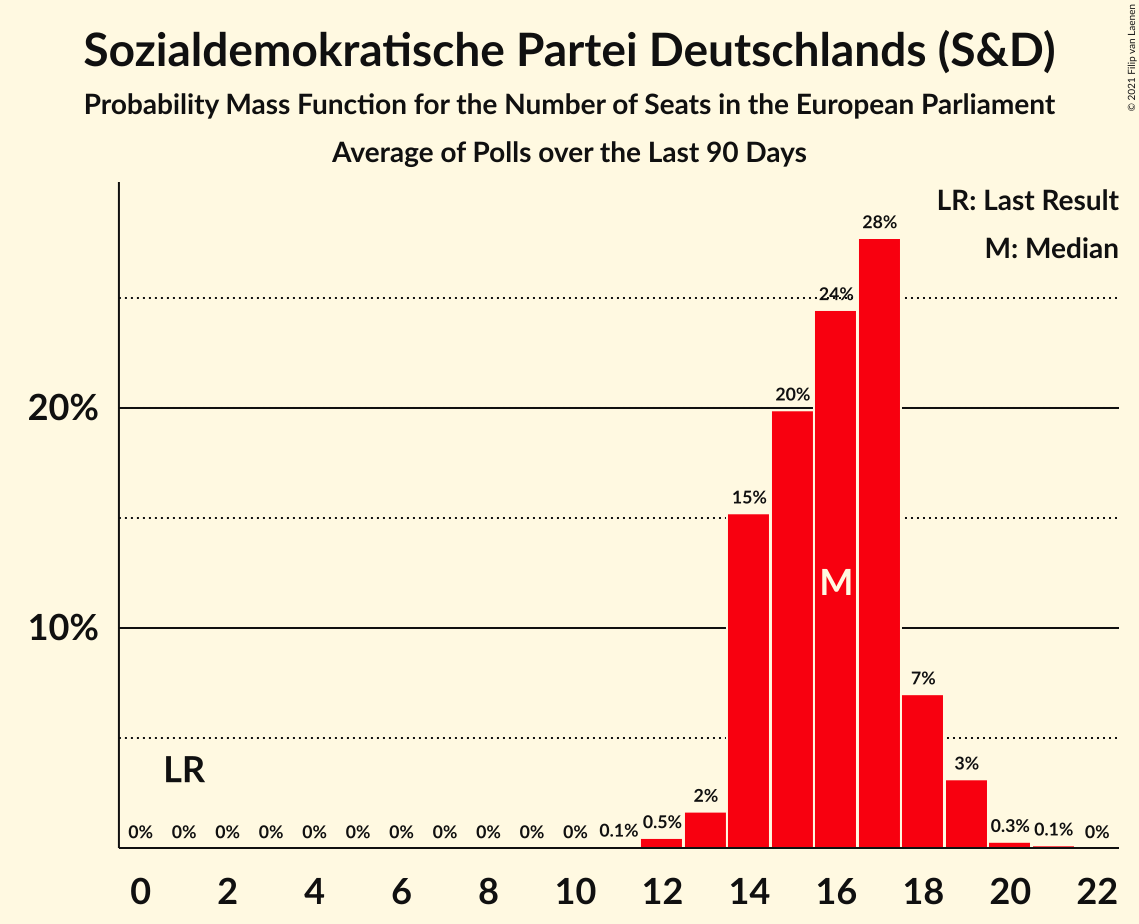 Sozialdemokratische Partei Deutschlands (S&D)
Probability Mass Function for the Number of Seats in the European Parliament
Average of Polls over the Last 90 Days
© 2021 Filip van Laenen
LR: Last Result
M: Median
28%
24%
20%
20%
15%
10%
M
7%
LR
3%
2%
0% 0% 0% 0% 0% 0% 0% 0% 0% 0% 0% 0.1% 0.5% 0.3% 0.1% 0%
0 2 4 6 8 10 12 14 16 18 20 22